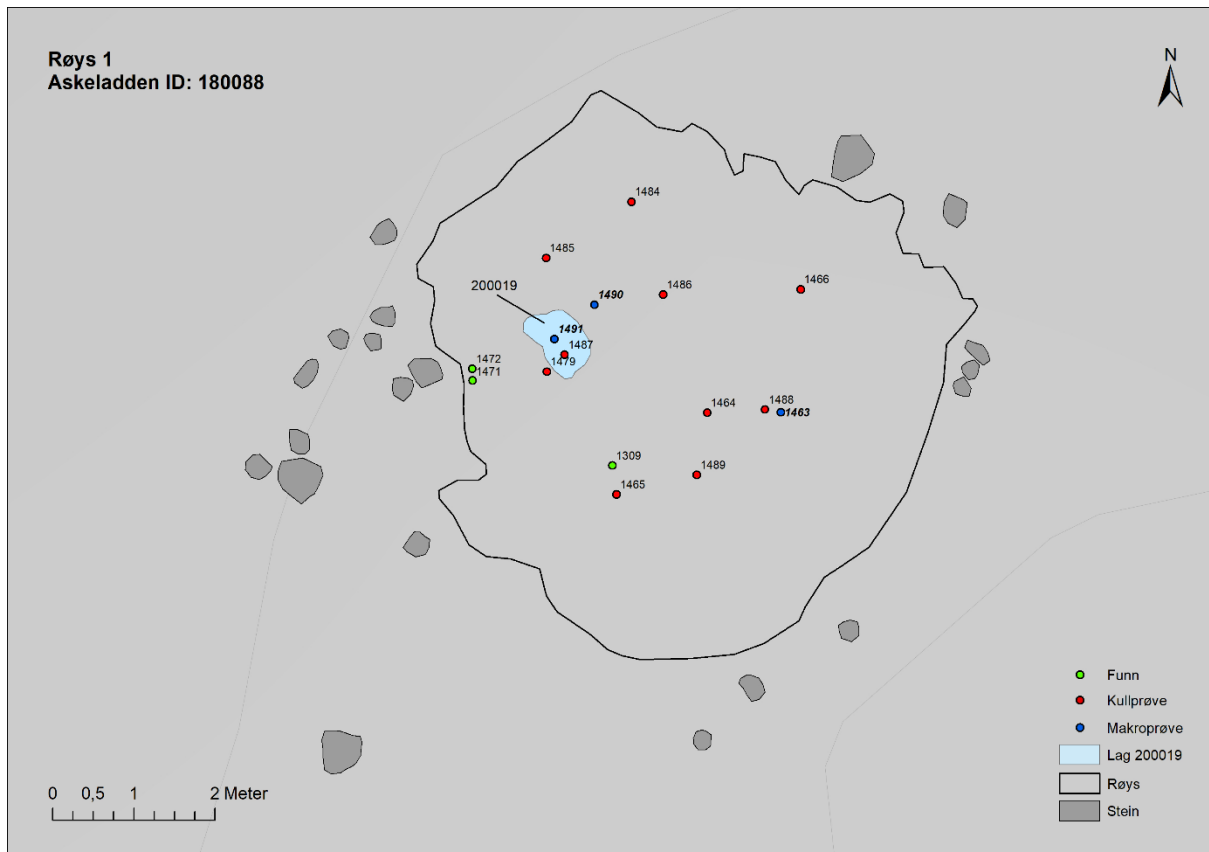 Røys 1
Askeladden ID: 180088
N
1484
1485
1486
1466
200019
1490
1491
1487
1479
1472
1471
1464
1488
1463
1309
1489
1465
Funn
Kullprøve
Makroprøve
Lag 200019
Røys
Stein
0 0,5 1 2 Meter